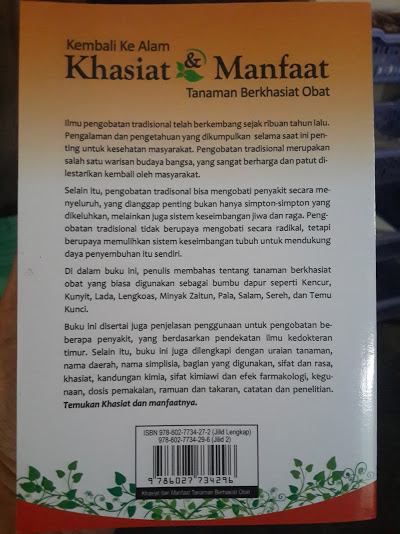 Kembali Ke Alam
Khasiat & Manfaat
Tanaman Berkhasiat Obat
Ilmu pengobatan tradisional telah berkembang sejak ribuan tahun lalu.
Pengalaman dan pengetahuan yang dikumpulkan selama saat ini pen-
ting untuk kesehatan masyarakat. Pengobatan tradisional merupakan
salah satu warisan budaya bangsa, yang sangat berharga dan patut di-
lestarikan kembali oleh masyarakat.
Selain itu, pengobatan tradisonal bisa mengobati penyakit secara me-
nyeluruh, yang dianggap penting bukan hanya simpton-simpton yang
dikeluhkan, melainkan juga sistem keseimbangan jiwa dan raga. Peng-
obatan tradisional tidak berupaya mengobati secara radikal, tetapi
berupaya memulihkan sistem keseimbangan tubuh untuk mendukung
daya penyembuhan itu sendiri.
Di dalam buku ini, penulis membahas tentang tanaman berkhasiat
obat yang biasa digunakan sebagai bumbu dapur seperti Kencur,
Kunyit, Lada, Lengkoas, Minyak Zaitun, Pala, Salam, Sereh, dan Temu
Kunci.
Buku ini disertai juga penjelasan penggunaan untuk pengobatan be-
berapa penyakit, yang berdasarkan pendekatan ilmu kedokteran
timur. Selain itu, buku ini juga dilengkapi dengan uraian tanaman,
nama daerah, nama simplisia, bagian yang digunakan, sifat dan rasa,
khasiat, kandungan kimia, sifat kimiawi dan efek farmakologi, kegu-
naan, dosis pemakaian, ramuan dan takaran, catatan dan penelitian.
Temukan Khasiat dan manfaatnya.
ISBN 978-602-7734-27-2 (Jilid Lengkap)
978-602-7734-29-6 (Jilid 2)
9 786027 734296
Khasiat dan Manfaat Tanaman Berhasiat Obat